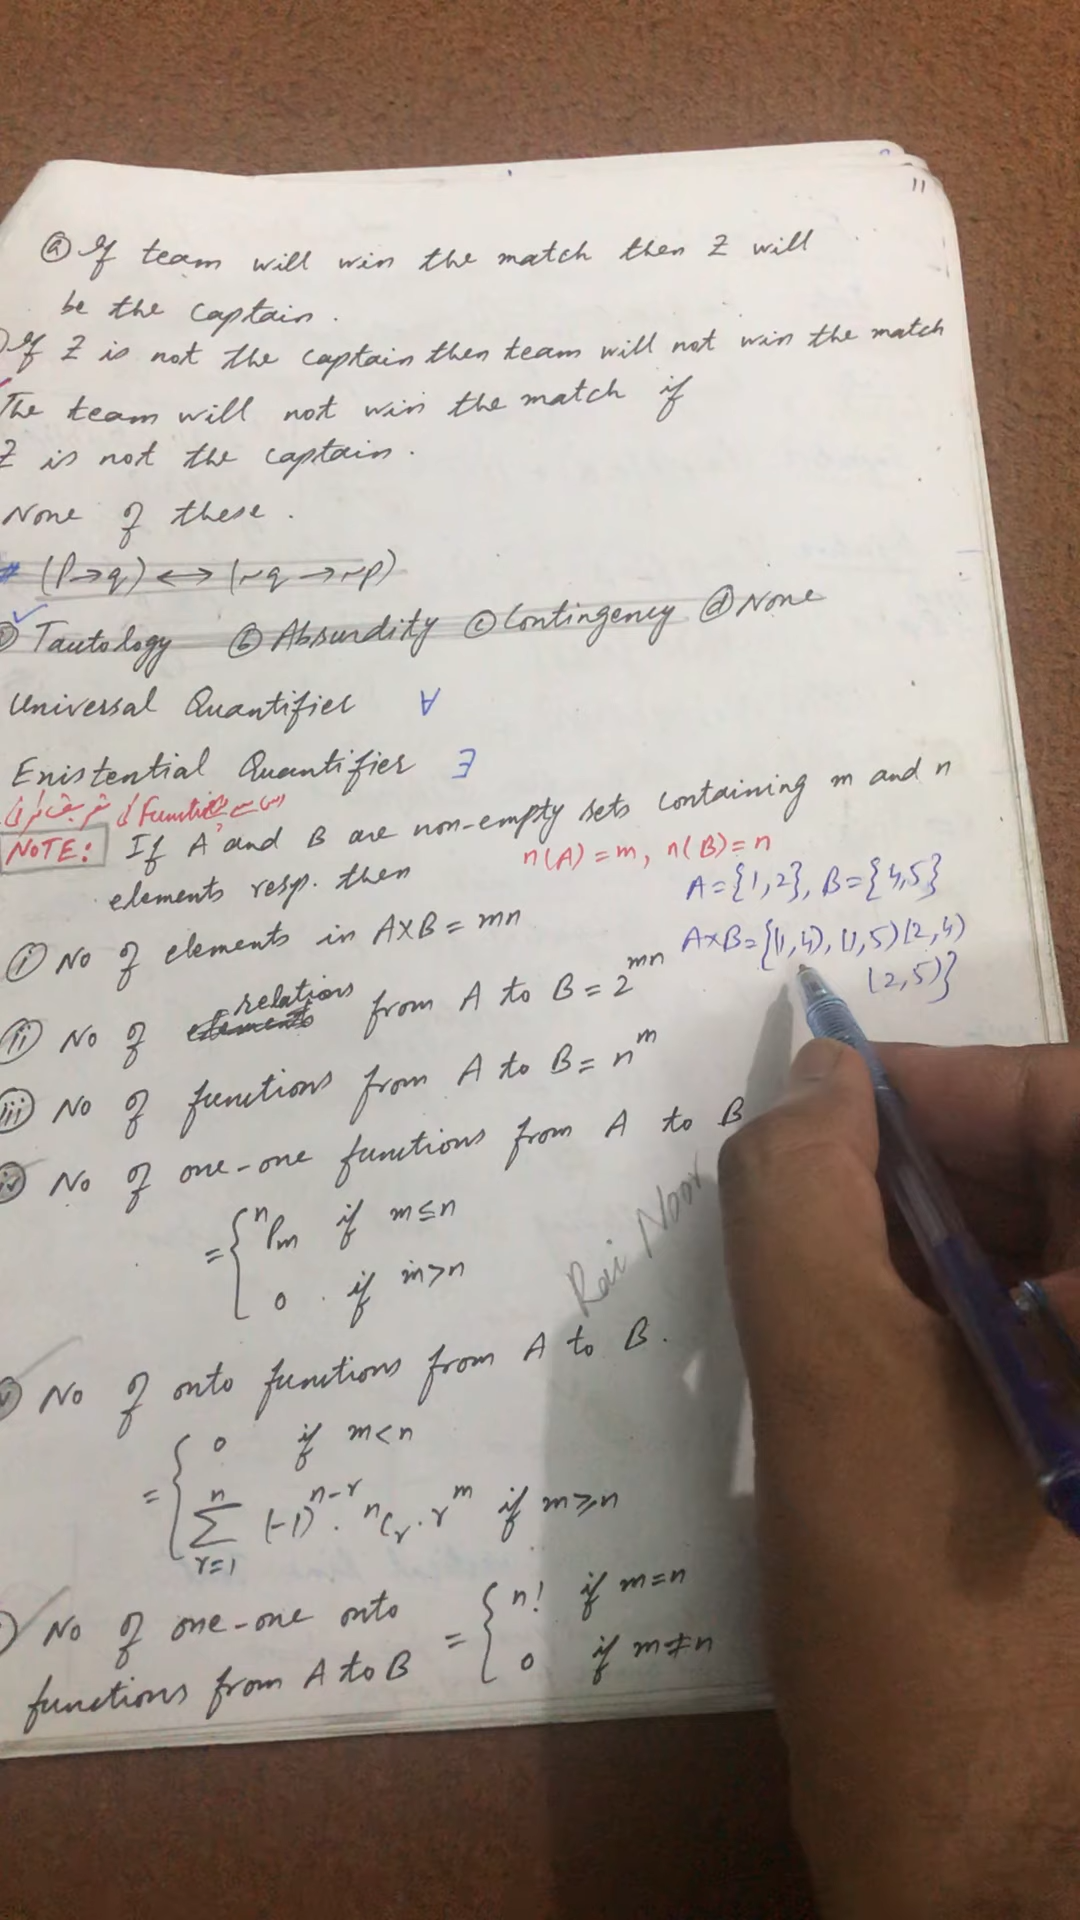 11
ⓐ If team will win the match then Z will
be the captain.
If Z is not the captain then team will not win the match
The team will not win the match if
Z is not the captain.
None of these.
# (P→q) ↔ (~q →~p)
Tautology ⓑ Absurdity ⓒ Contingency ⓓ None
Universal Quantifier ∀
Existential Quantifier ∃
Function
NOTE: If A and B are non-empty sets containing m and n
elements resp. then n(A)=m, n(B)=n
A={1,2}, B={4,5}
(i) No of elements in A×B = mn
A×B={(1,4), (1,5) (2,4)
(2,5)}
(ii) No of relations from A to B = 2^mn
(iii) No of functions from A to B = n^m
(iv) No of one-one functions from A to B
= { ⁿPₘ if m≤n
0 if m>n
Rai Noor
No of onto functions from A to B.
= { 0 if m<n
n
∑ (-1)^n-r . ⁿCᵣ . r^m if m≥n
r=1
No of one-one onto = { n! if m=n
functions from A to B 0 if m≠n